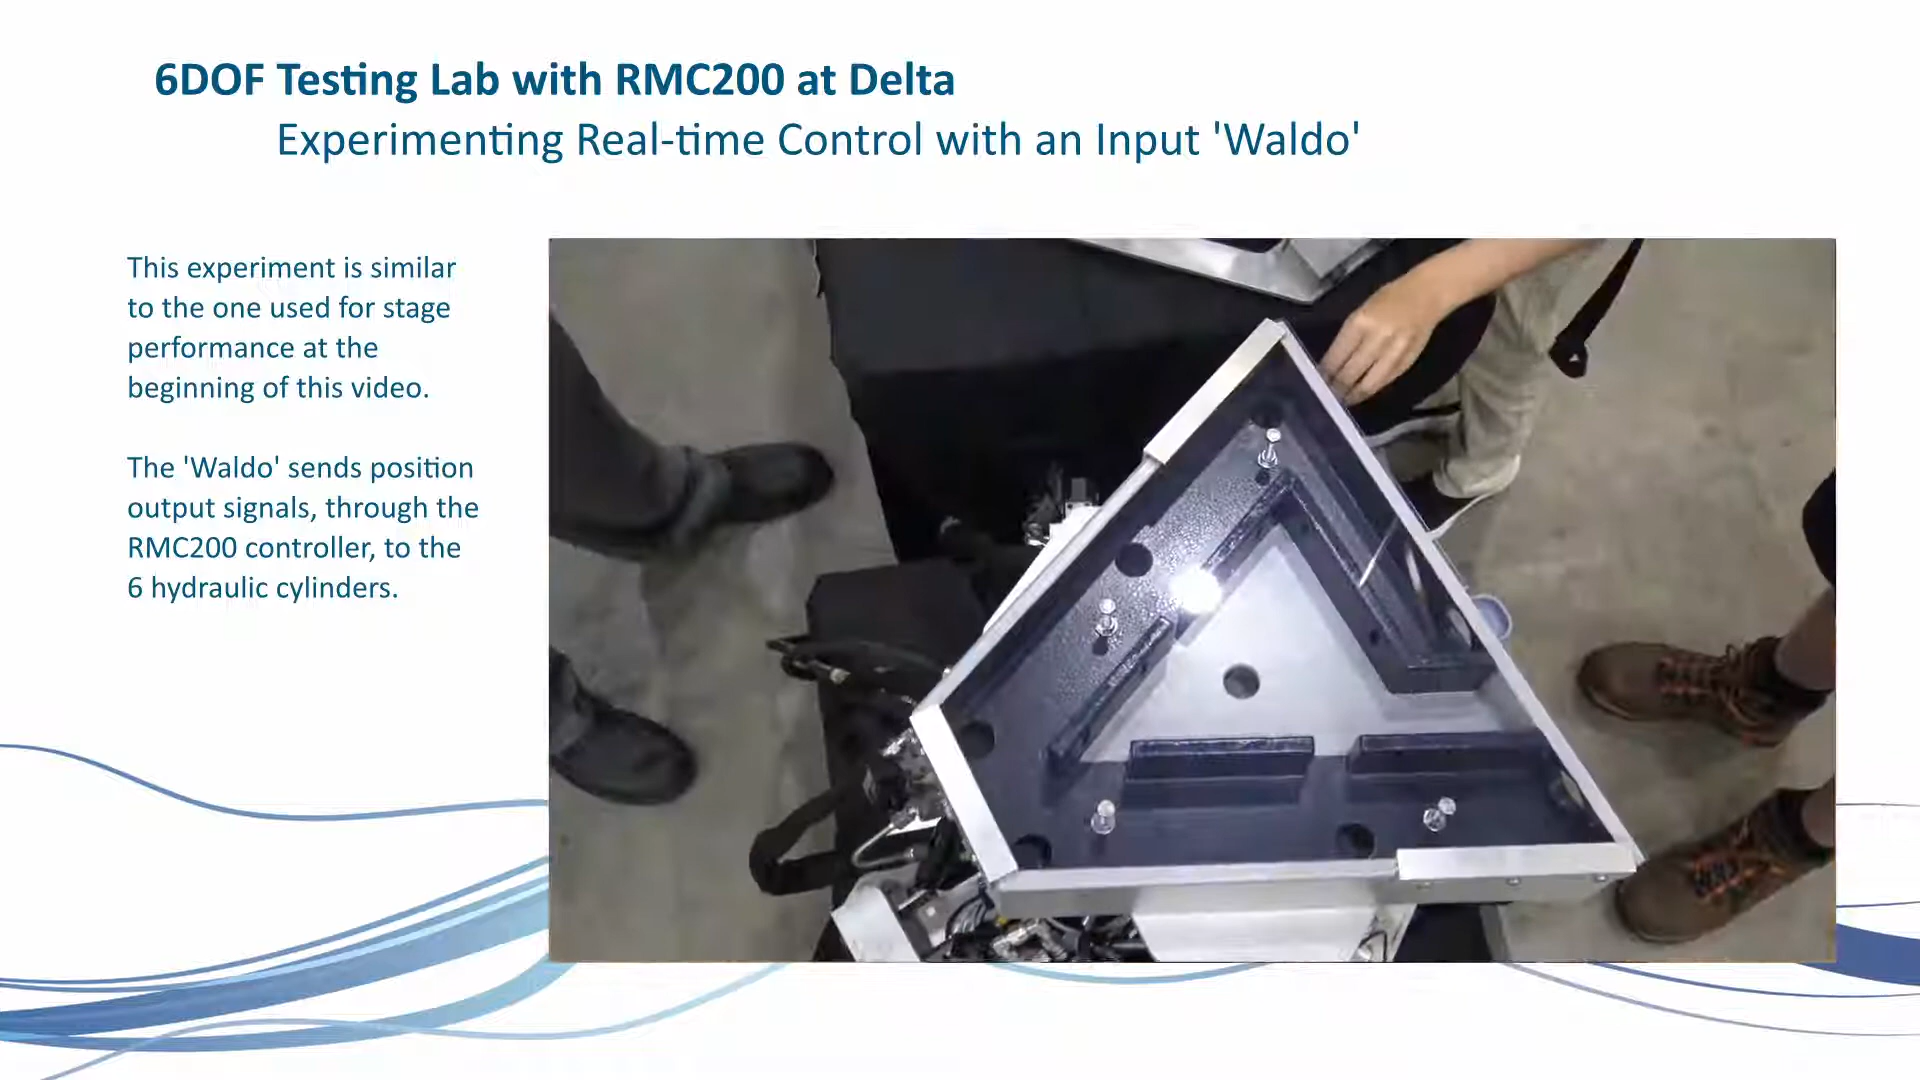 6DOF Testing Lab with RMC200 at Delta
Experimenting Real-time Control with an Input 'Waldo'
This experiment is similar
to the one used for stage
performance at the
beginning of this video.
The 'Waldo' sends position
output signals, through the
RMC200 controller, to the
6 hydraulic cylinders.